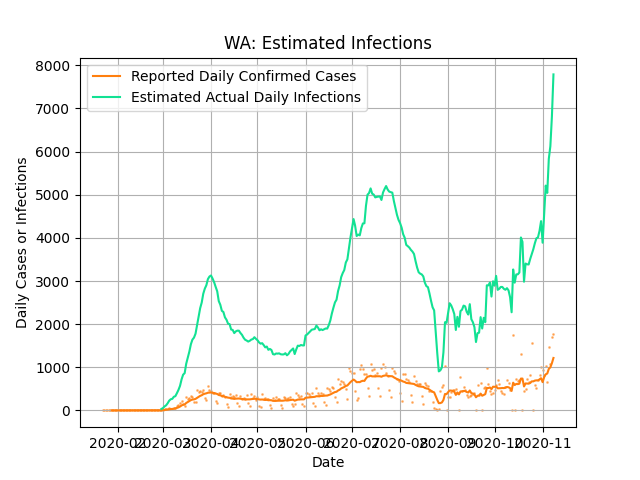 WA: Estimated Infections
Reported Daily Confirmed Cases
Estimated Actual Daily Infections
Daily Cases or Infections
8000
7000
6000
5000
4000
3000
2000
1000
0
2020-02 2020-03 2020-04 2020-05 2020-06 2020-07 2020-08 2020-09 2020-10 2020-11
Date